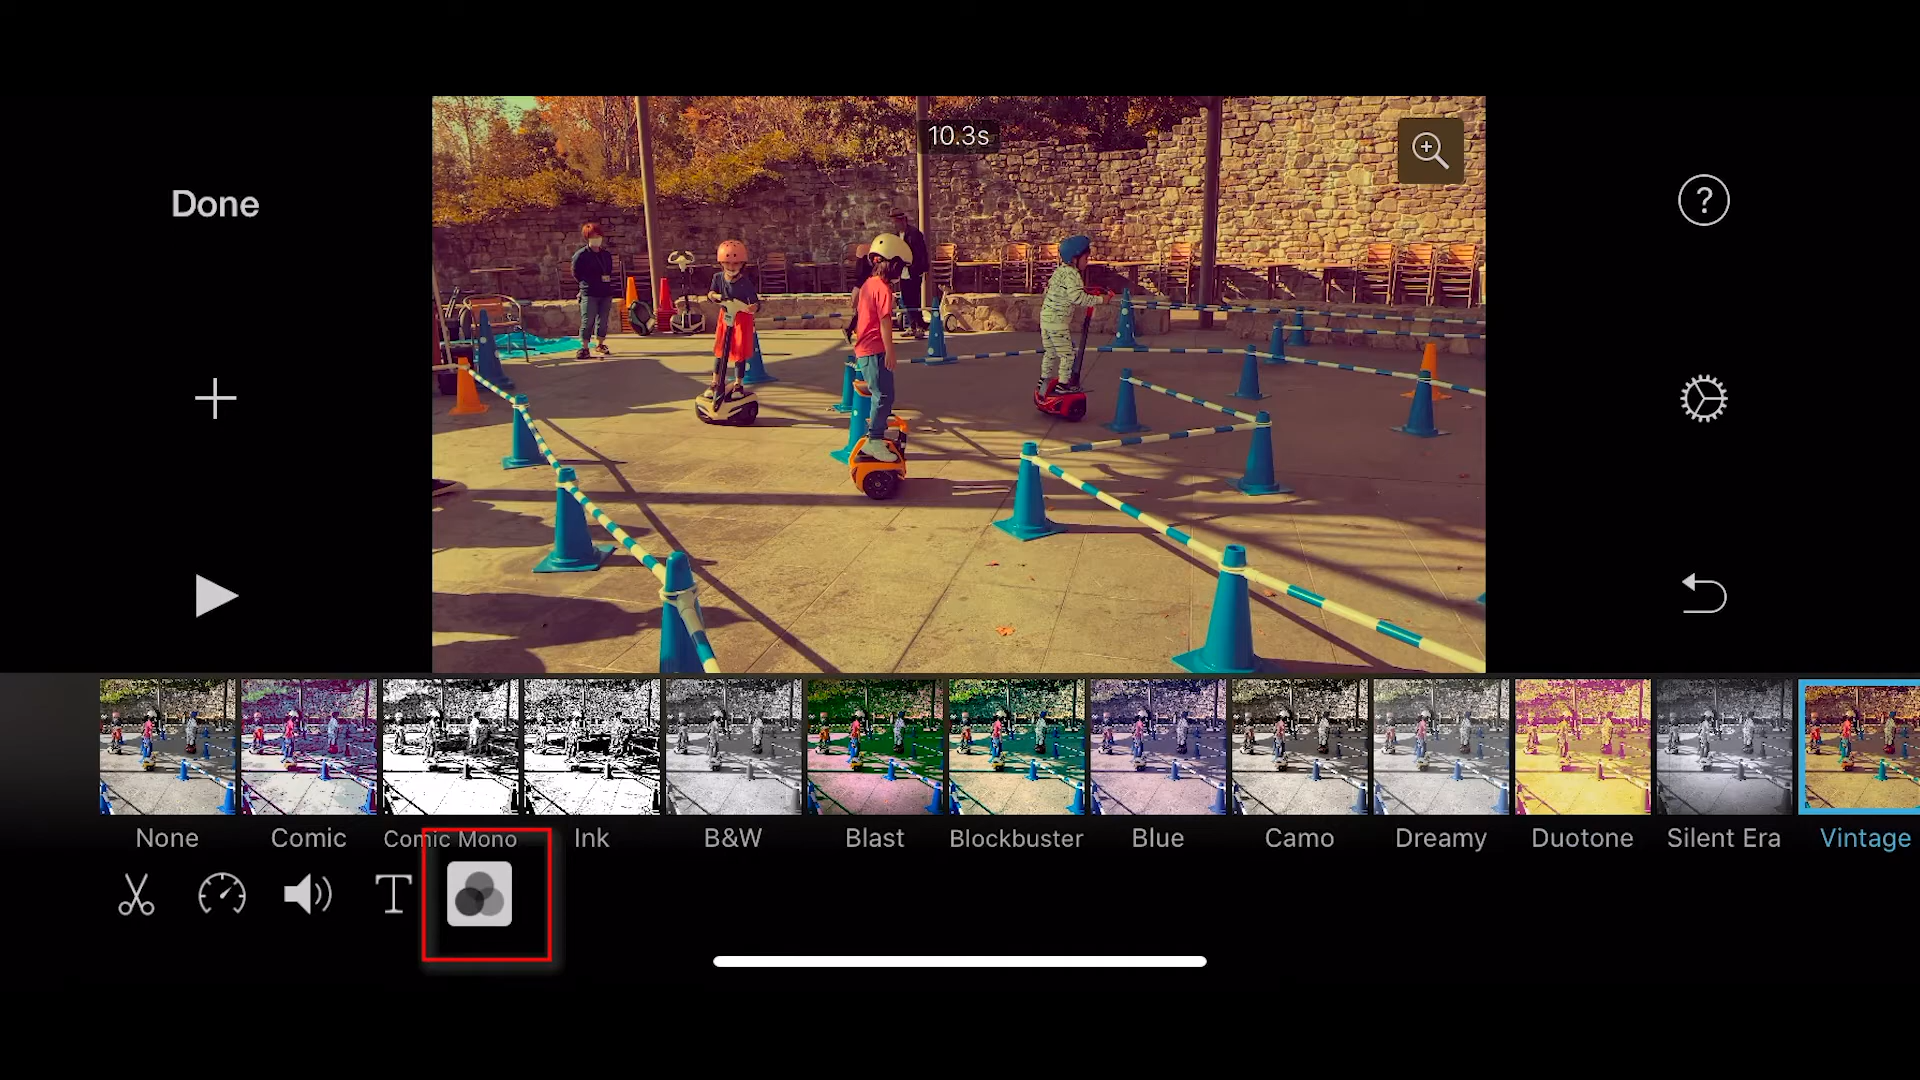 10.3s
Done
?
None Comic Comic Mono Ink B&W Blast Blockbuster Blue Camo Dreamy Duotone Silent Era Vintage
T